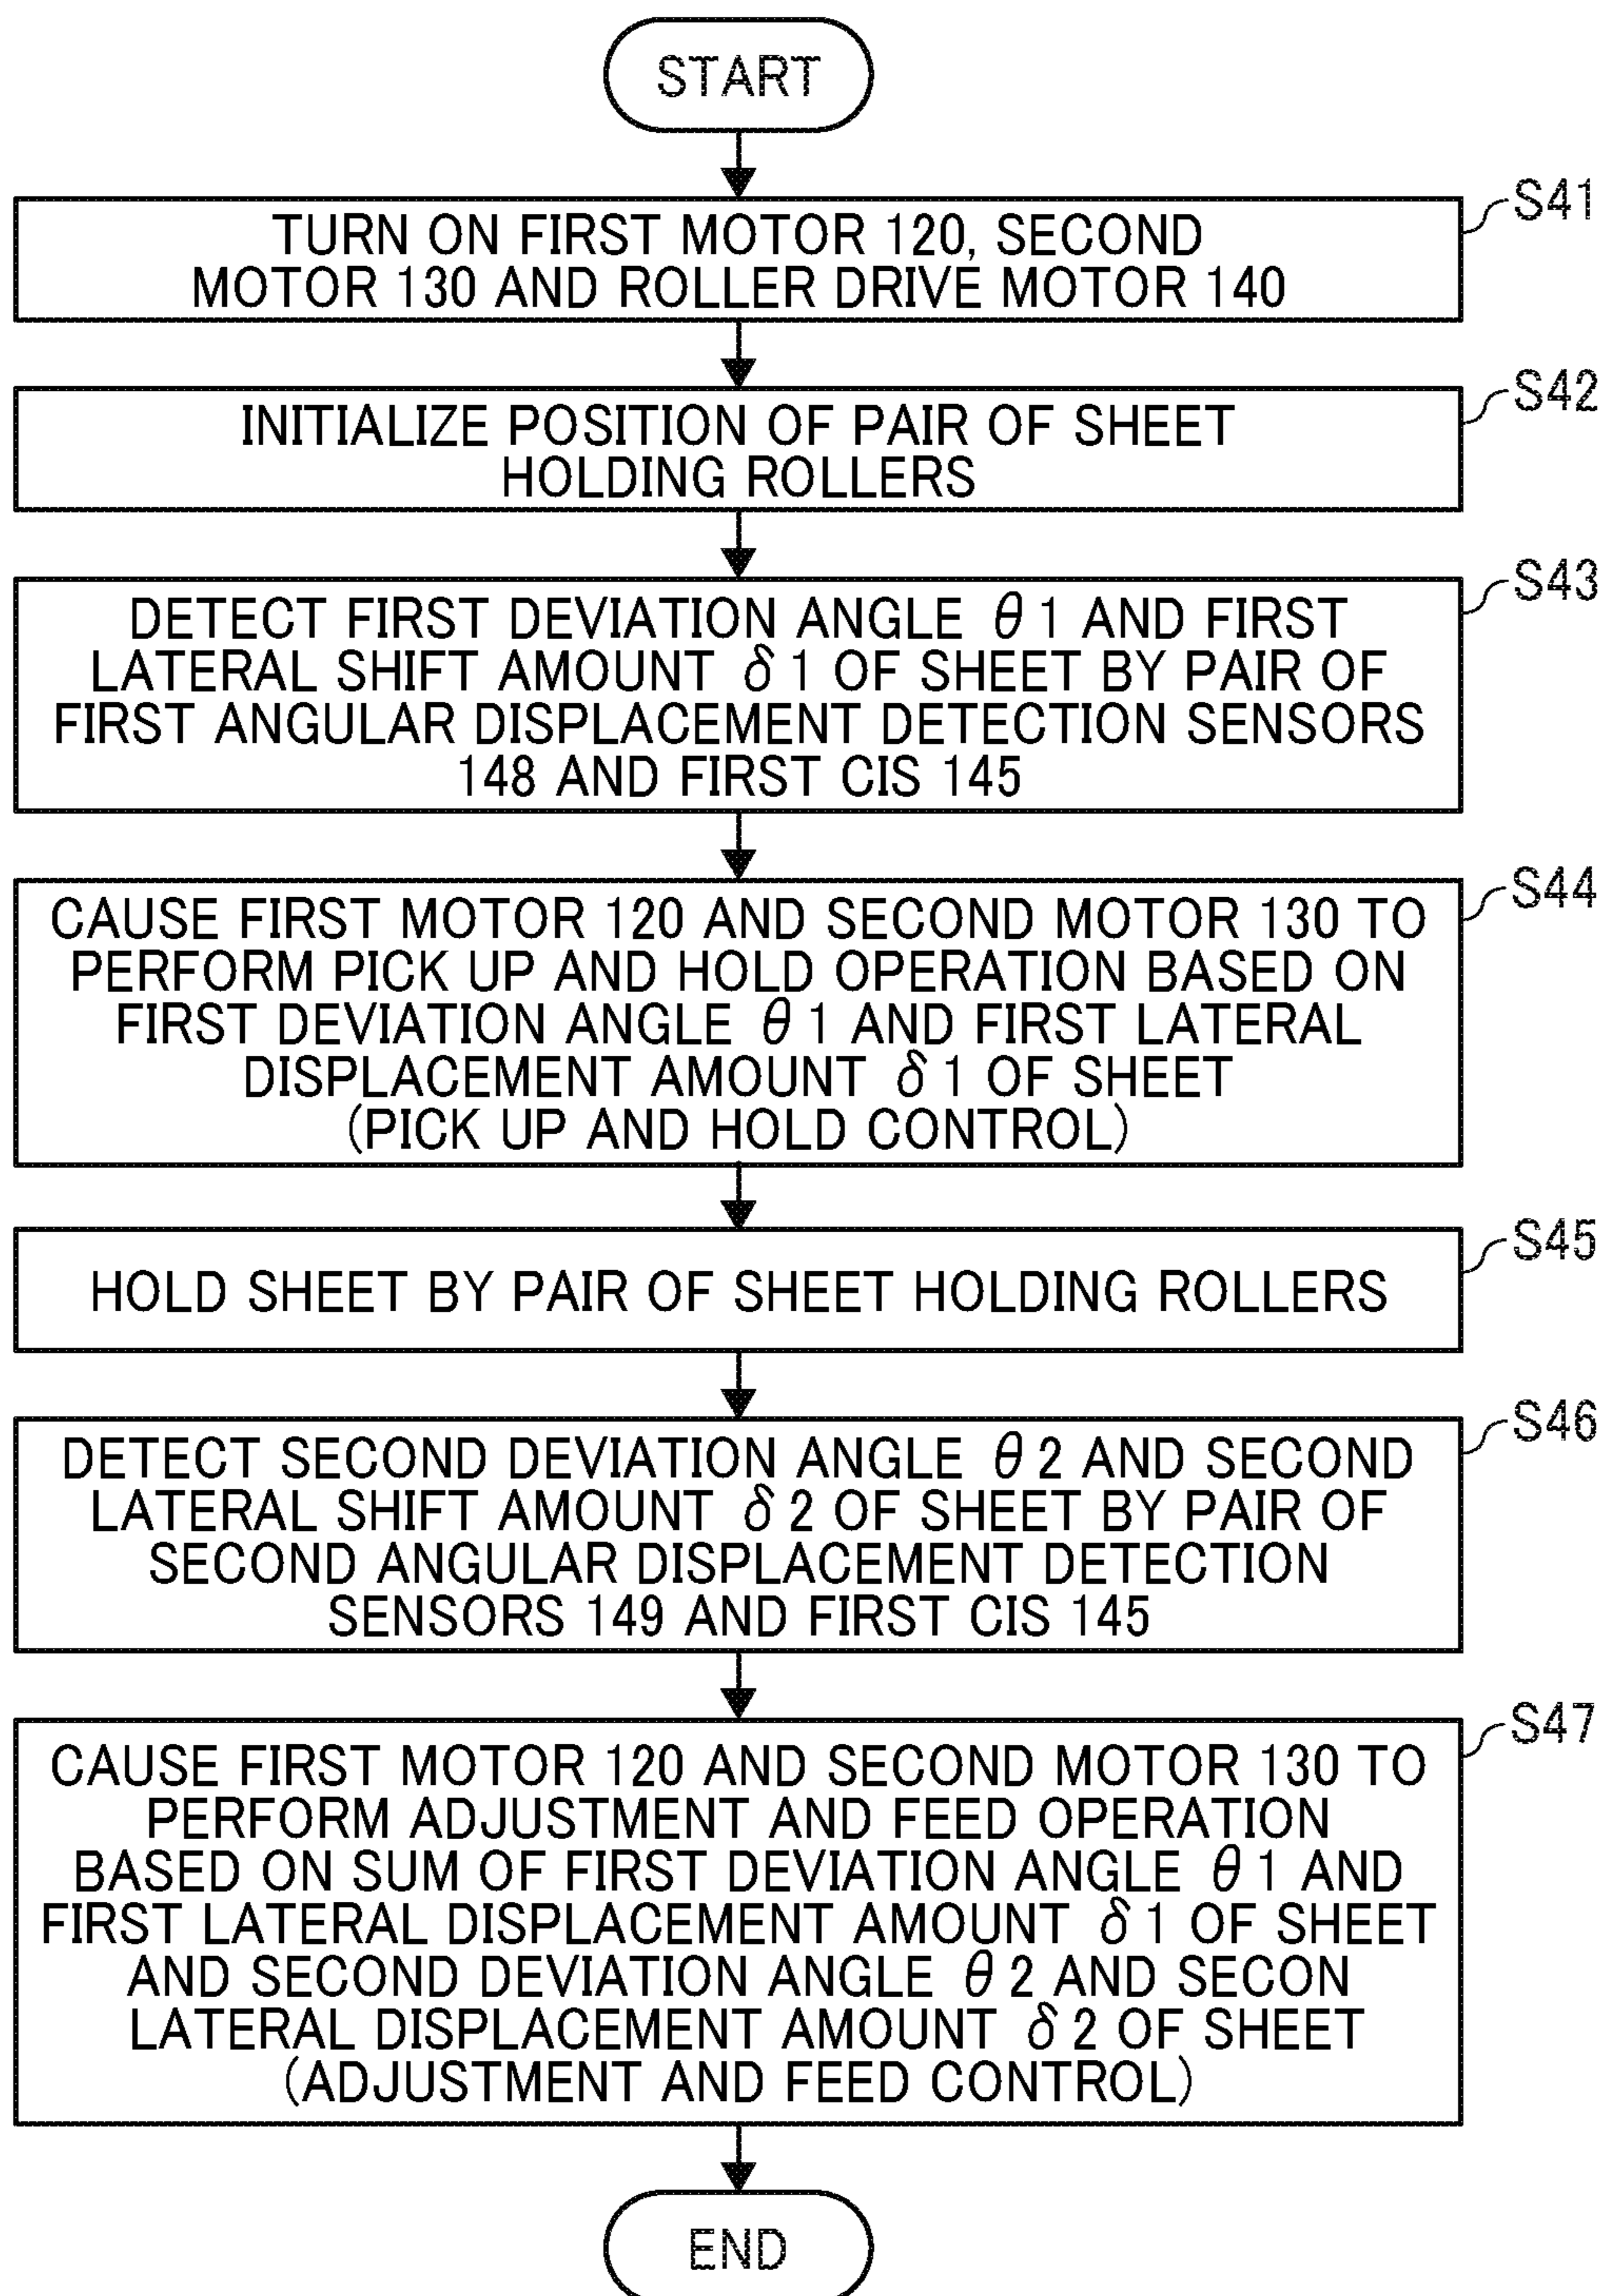 START
S41
TURN ON FIRST MOTOR 120, SECOND
MOTOR 130 AND ROLLER DRIVE MOTOR 140
S42
INITIALIZE POSITION OF PAIR OF SHEET
HOLDING ROLLERS
S43
DETECT FIRST DEVIATION ANGLE θ1 AND FIRST
LATERAL SHIFT AMOUNT δ1 OF SHEET BY PAIR OF
FIRST ANGULAR DISPLACEMENT DETECTION SENSORS
148 AND FIRST CIS 145
S44
CAUSE FIRST MOTOR 120 AND SECOND MOTOR 130 TO
PERFORM PICK UP AND HOLD OPERATION BASED ON
FIRST DEVIATION ANGLE θ1 AND FIRST LATERAL
DISPLACEMENT AMOUNT δ1 OF SHEET
(PICK UP AND HOLD CONTROL)
S45
HOLD SHEET BY PAIR OF SHEET HOLDING ROLLERS
S46
DETECT SECOND DEVIATION ANGLE θ2 AND SECOND
LATERAL SHIFT AMOUNT δ2 OF SHEET BY PAIR OF
SECOND ANGULAR DISPLACEMENT DETECTION
SENSORS 149 AND FIRST CIS 145
S47
CAUSE FIRST MOTOR 120 AND SECOND MOTOR 130 TO
PERFORM ADJUSTMENT AND FEED OPERATION
BASED ON SUM OF FIRST DEVIATION ANGLE θ1 AND
FIRST LATERAL DISPLACEMENT AMOUNT δ1 OF SHEET
AND SECOND DEVIATION ANGLE θ2 AND SECON
LATERAL DISPLACEMENT AMOUNT δ2 OF SHEET
(ADJUSTMENT AND FEED CONTROL)
END